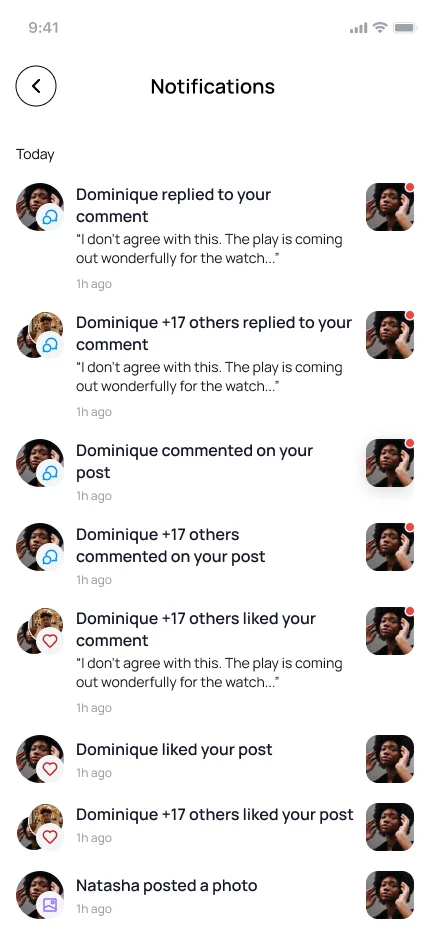 9:41
Notifications
Today
Dominique replied to your
comment
“I don’t agree with this. The play is coming
out wonderfully for the watch...”
1h ago
Dominique +17 others replied to your
comment
“I don’t agree with this. The play is coming
out wonderfully for the watch...”
1h ago
Dominique commented on your
post
1h ago
Dominique +17 others
commented on your post
1h ago
Dominique +17 others liked your
comment
“I don’t agree with this. The play is coming
out wonderfully for the watch...”
1h ago
Dominique liked your post
1h ago
Dominique +17 others liked your post
1h ago
Natasha posted a photo
1h ago